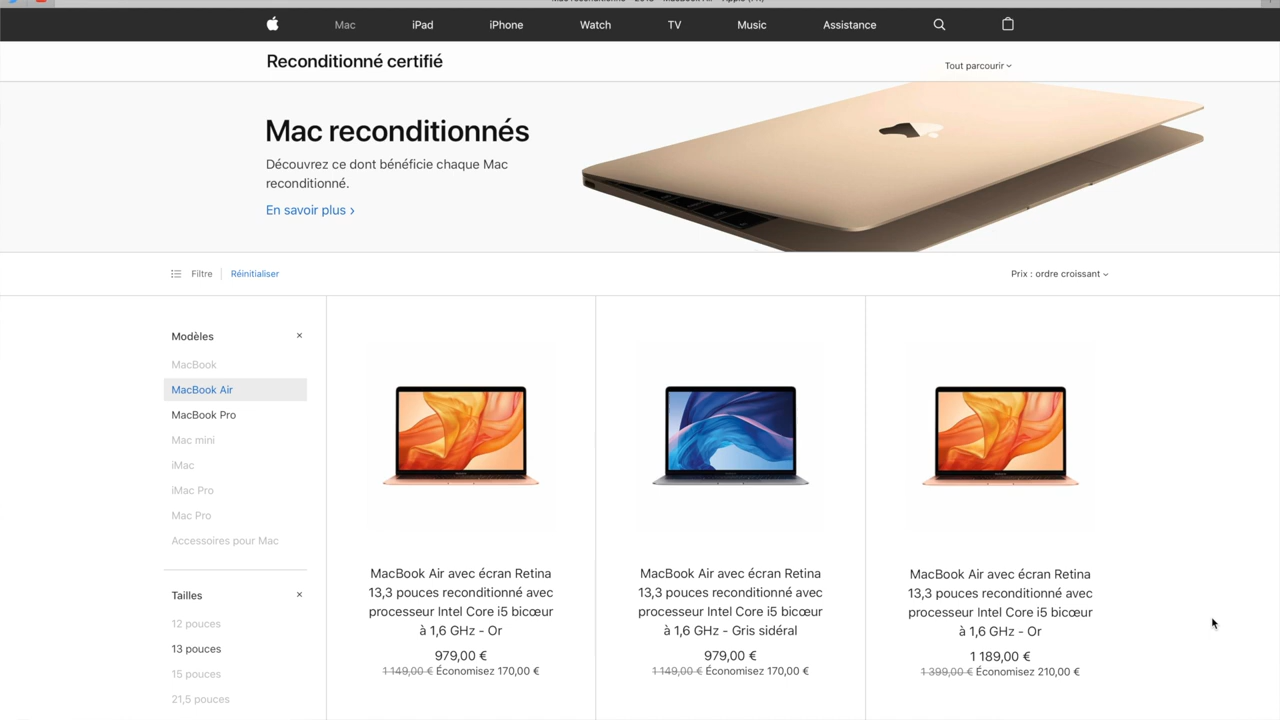 Mac
iPad
iPhone
Watch
TV
Music
Assistance
Reconditionné certifié
Tout parcourir
Mac reconditionnés
Découvrez ce dont bénéficie chaque Mac
reconditionné.
En savoir plus ›
Filtre
Réinitialiser
Prix : ordre croissant
Modèles
MacBook
MacBook Air
MacBook Pro
Mac mini
iMac
iMac Pro
Mac Pro
Accessoires pour Mac
Tailles
12 pouces
13 pouces
15 pouces
21,5 pouces
MacBook Air avec écran Retina
13,3 pouces reconditionné avec
processeur Intel Core i5 bicœur
à 1,6 GHz - Or
979,00 €
1 149,00 € Économisez 170,00 €
MacBook Air avec écran Retina
13,3 pouces reconditionné avec
processeur Intel Core i5 bicœur
à 1,6 GHz - Gris sidéral
979,00 €
1 149,00 € Économisez 170,00 €
MacBook Air avec écran Retina
13,3 pouces reconditionné avec
processeur Intel Core i5 bicœur
à 1,6 GHz - Or
1 189,00 €
1 399,00 € Économisez 210,00 €